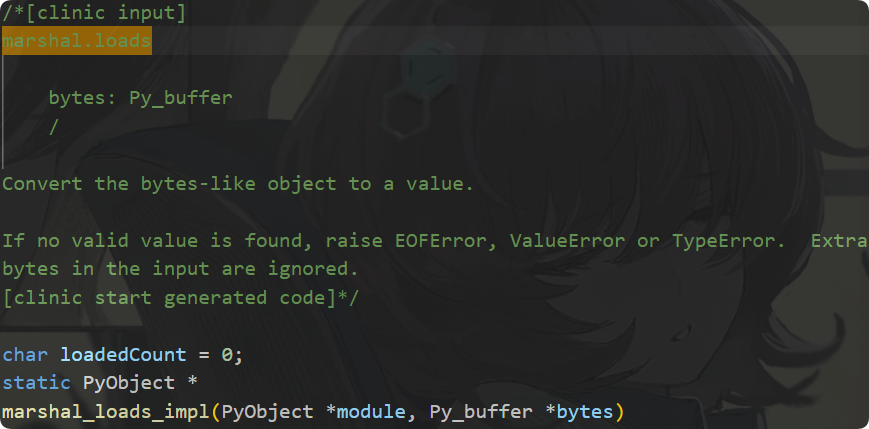 /*[clinic input]
marshal.loads
bytes: Py_buffer
/
Convert the bytes-like object to a value.
If no valid value is found, raise EOFError, ValueError or TypeError.  Extra
bytes in the input are ignored.
[clinic start generated code]*/
char loadedCount = 0;
static PyObject *
marshal_loads_impl(PyObject *module, Py_buffer *bytes)